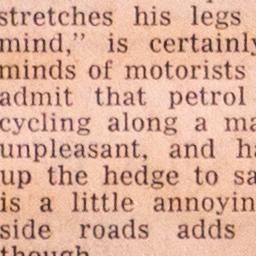 stretches his legs
mind,” is certainly
minds of motorists
admit that petrol
cycling along a ma
unpleasant, and ha
up the hedge to sa
is a little annoyin
side roads adds
though